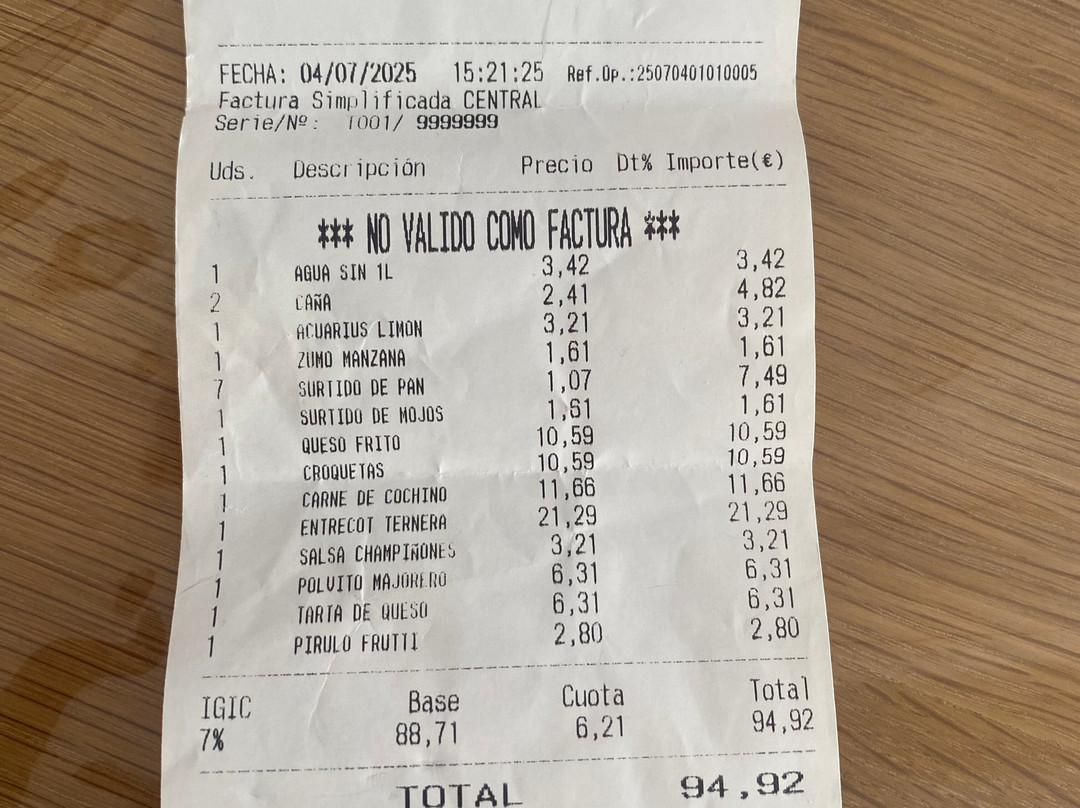 FECHA: 04/07/2025 15:21:25 Ref.Op.:25070401010005
Factura Simplificada CENTRAL
Serie/Nº: T001/ 9999999
Uds. Descripción Precio Dt% Importe(€)
*** NO VALIDO COMO FACTURA ***
1 AGUA SIN 1L 3,42 3,42
2 CAÑA 2,41 4,82
1 ACUARIUS LIMON 3,21 3,21
1 ZUMO MANZANA 1,61 1,61
7 SURTIDO DE PAN 1,07 7,49
1 SURTIDO DE MOJOS 1,61 1,61
1 QUESO FRITO 10,59 10,59
1 CROQUETAS 10,59 10,59
1 CARNE DE COCHINO 11,66 11,66
1 ENTRECOT TERNERA 21,29 21,29
1 SALSA CHAMPIÑONES 3,21 3,21
1 POLVITO MAJORERO 6,31 6,31
1 TARTA DE QUESO 6,31 6,31
1 PIRULO FRUTTI 2,80 2,80
IGIC Base Cuota Total
7% 88,71 6,21 94,92
TOTAL 94,92